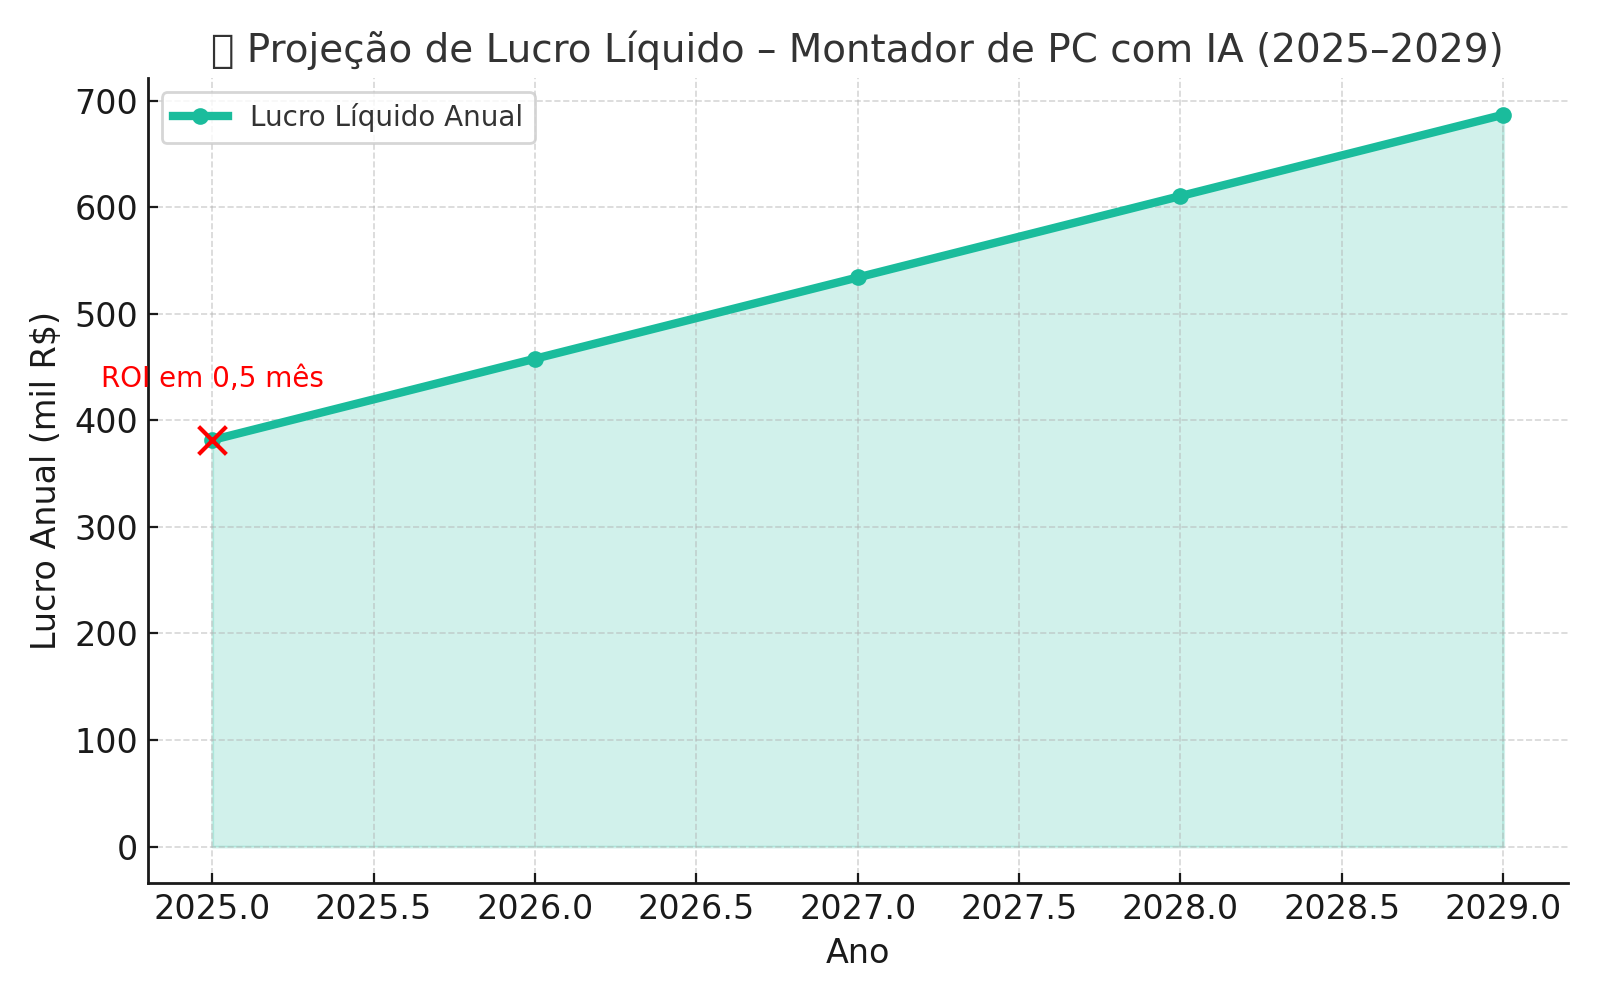 Projeção de Lucro Líquido – Montador de PC com IA (2025–2029)
Lucro Líquido Anual
ROI em 0,5 mês
Lucro Anual (mil R$)
700
600
500
400
300
200
100
0
2025.0 2025.5 2026.0 2026.5 2027.0 2027.5 2028.0 2028.5 2029.0
Ano